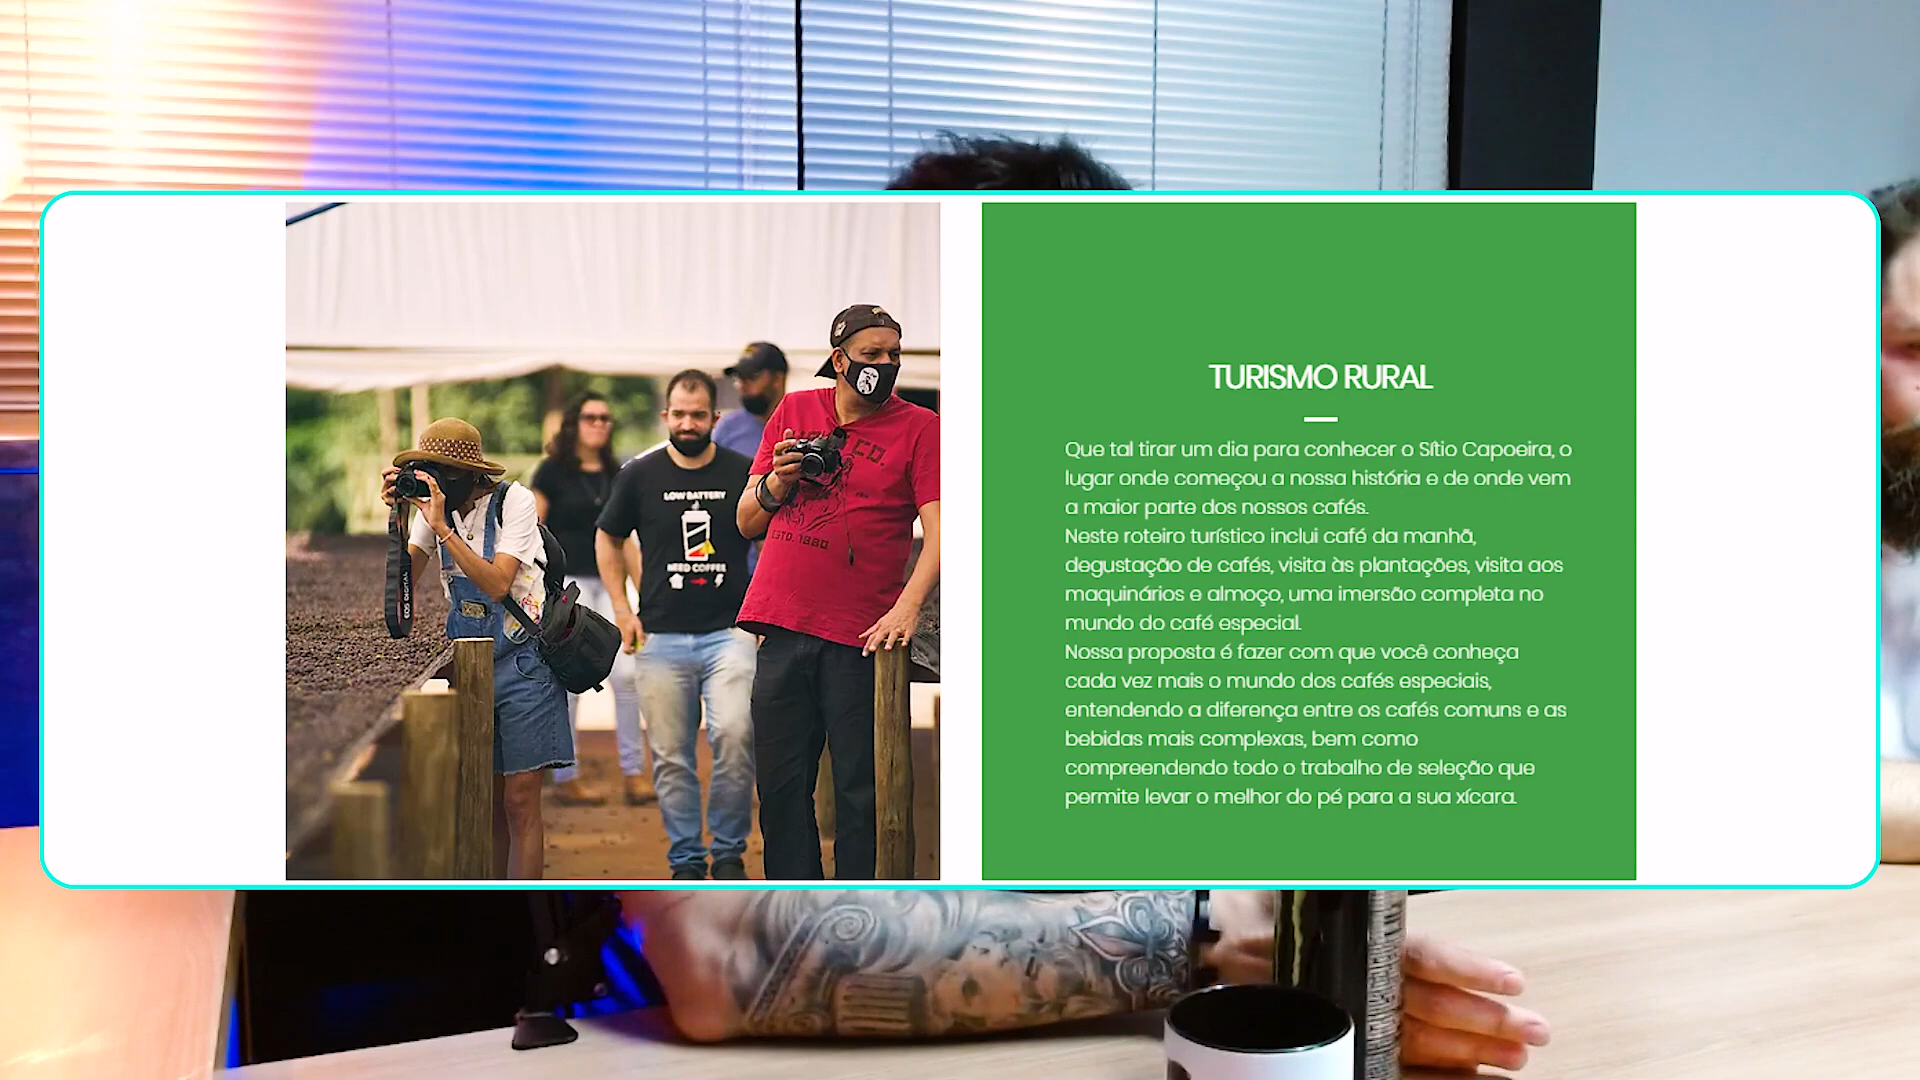 LOW BATTERY
NEED COFFEE
CO.
ESTD. 1880
EOS DIGITAL
TURISMO RURAL
Que tal tirar um dia para conhecer o Sítio Capoeira, o
lugar onde começou a nossa história e de onde vem
a maior parte dos nossos cafés.
Neste roteiro turístico inclui café da manhã,
degustação de cafés, visita às plantações, visita aos
maquinários e almoço, uma imersão completa no
mundo do café especial.
Nossa proposta é fazer com que você conheça
cada vez mais o mundo dos cafés especiais,
entendendo a diferença entre os cafés comuns e as
bebidas mais complexas, bem como
compreendendo todo o trabalho de seleção que
permite levar o melhor do pé para a sua xícara.